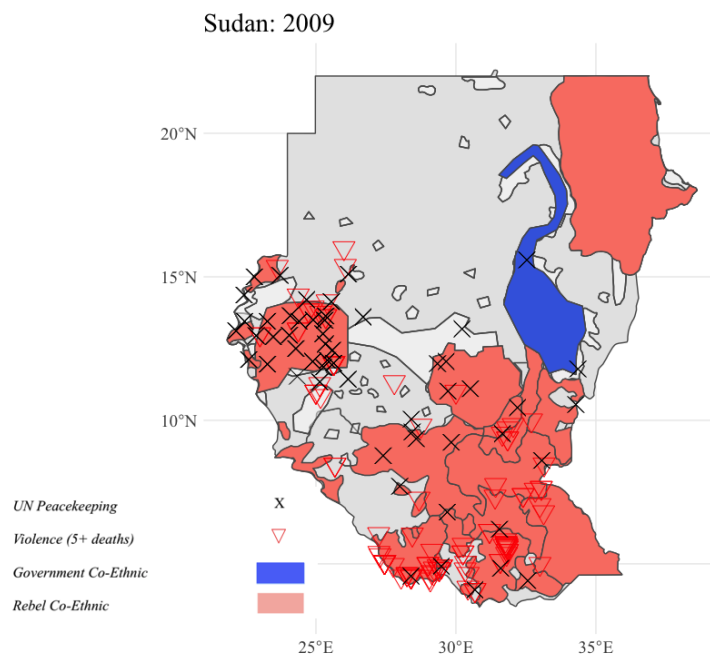 Sudan: 2009
20°N
15°N
10°N
UN Peacekeeping
X
Violence (5+ deaths)
Government Co-Ethnic
Rebel Co-Ethnic
25°E
30°E
35°E